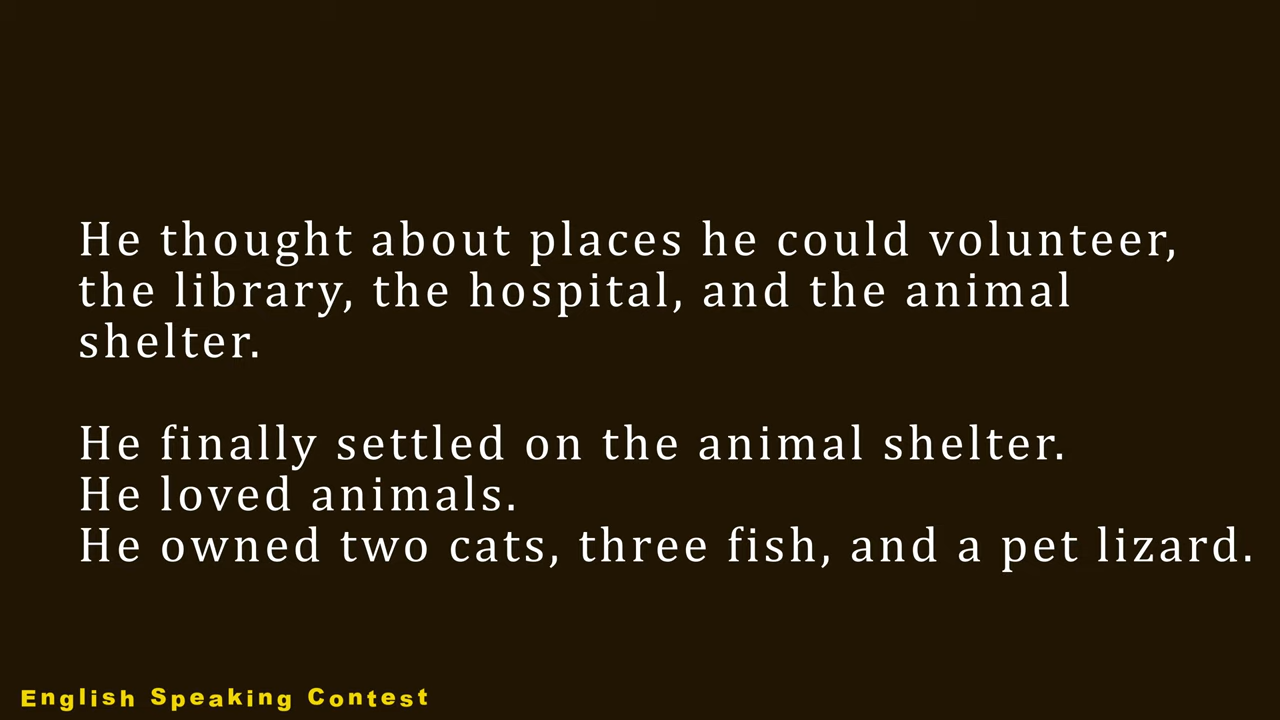 He thought about places he could volunteer,
the library, the hospital, and the animal
shelter.
He finally settled on the animal shelter.
He loved animals.
He owned two cats, three fish, and a pet lizard.
English Speaking Contest